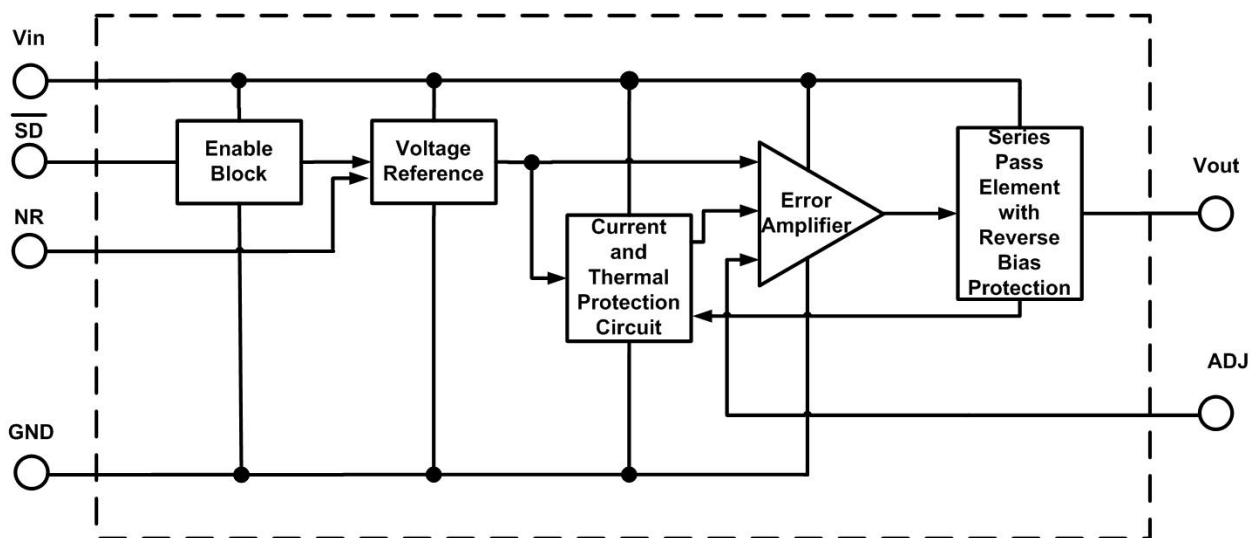 Vin
SD
NR
GND
Enable
Block
Voltage
Reference
Current
and
Thermal
Protection
Circuit
Error
Amplifier
Series
Pass
Element
with
Reverse
Bias
Protection
Vout
ADJ